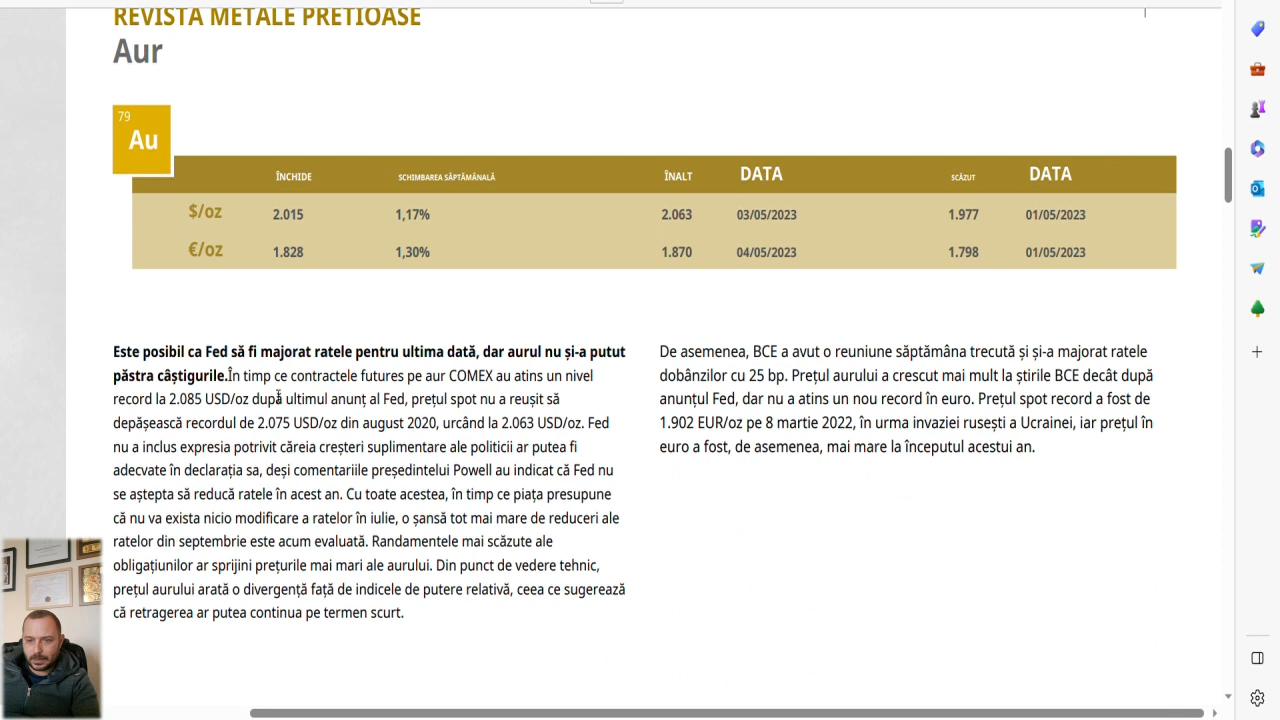 REVISTA METALE PRETIOASE
Aur
79
Au
ÎNCHIDE SCHIMBAREA SĂPTĂMÂNALĂ ÎNALT DATA SCĂZUT DATA
$/oz 2.015 1,17% 2.063 03/05/2023 1.977 01/05/2023
€/oz 1.828 1,30% 1.870 04/05/2023 1.798 01/05/2023
Este posibil ca Fed să fi majorat ratele pentru ultima dată, dar aurul nu și-a putut
păstra câștigurile.În timp ce contractele futures pe aur COMEX au atins un nivel
record la 2.085 USD/oz după ultimul anunț al Fed, prețul spot nu a reușit să
depășească recordul de 2.075 USD/oz din august 2020, urcând la 2.063 USD/oz. Fed
nu a inclus expresia potrivit căreia creșteri suplimentare ale politicii ar putea fi
adecvate în declarația sa, deși comentariile președintelui Powell au indicat că Fed nu
se aștepta să reducă ratele în acest an. Cu toate acestea, în timp ce piața presupune
că nu va exista nicio modificare a ratelor în iulie, o șansă tot mai mare de reduceri ale
ratelor din septembrie este acum evaluată. Randamentele mai scăzute ale
obligațiunilor ar sprijini prețurile mai mari ale aurului. Din punct de vedere tehnic,
prețul aurului arată o divergență față de indicele de putere relativă, ceea ce sugerează
că retragerea ar putea continua pe termen scurt.
De asemenea, BCE a avut o reuniune săptămâna trecută și și-a majorat ratele
dobânzilor cu 25 bp. Prețul aurului a crescut mai mult la știrile BCE decât după
anunțul Fed, dar nu a atins un nou record în euro. Prețul spot record a fost de
1.902 EUR/oz pe 8 martie 2022, în urma invaziei rusești a Ucrainei, iar prețul în
euro a fost, de asemenea, mai mare la începutul acestui an.